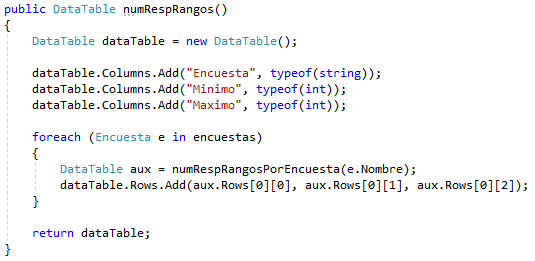 public DataTable numRespRangos()
{
    DataTable dataTable = new DataTable();

    dataTable.Columns.Add("Encuesta", typeof(string));
    dataTable.Columns.Add("Minimo", typeof(int));
    dataTable.Columns.Add("Maximo", typeof(int));

    foreach (Encuesta e in encuestas)
    {
        DataTable aux = numRespRangosPorEncuesta(e.Nombre);
        dataTable.Rows.Add(aux.Rows[0][0], aux.Rows[0][1], aux.Rows[0][2]);
    }

    return dataTable;
}